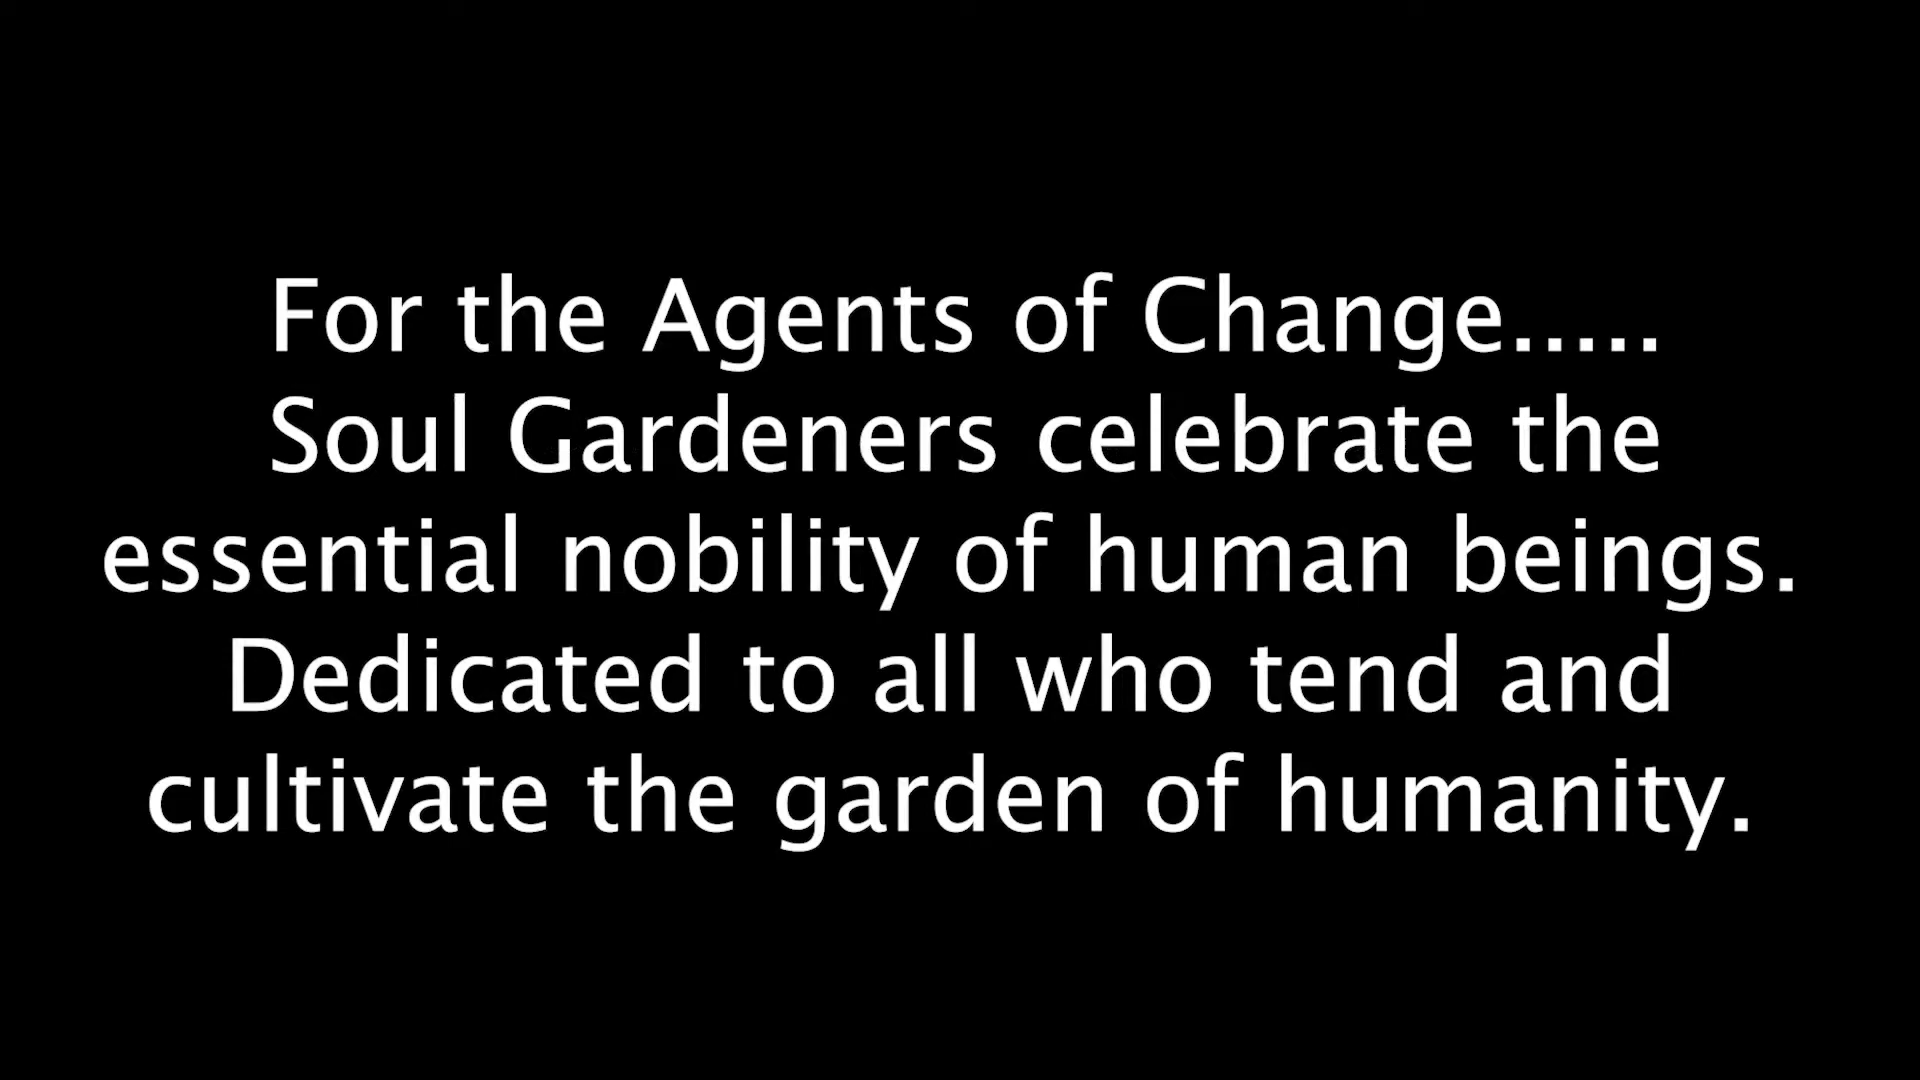 For the Agents of Change.....
Soul Gardeners celebrate the
essential nobility of human beings.
Dedicated to all who tend and
cultivate the garden of humanity.